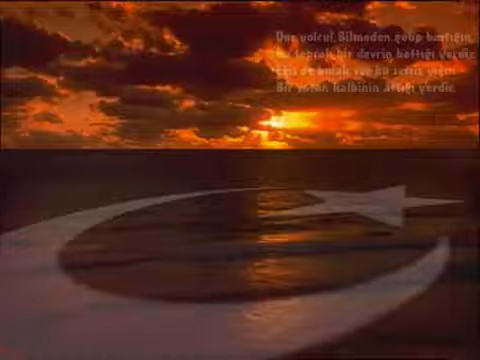 Dur yolcu! Bilmeden gelip bastığın,
Bu toprak bir devrin battığı yerdir.
Eğil de kulak ver bu sessiz yığın
Bir vatan kalbinin attığı yerdir.